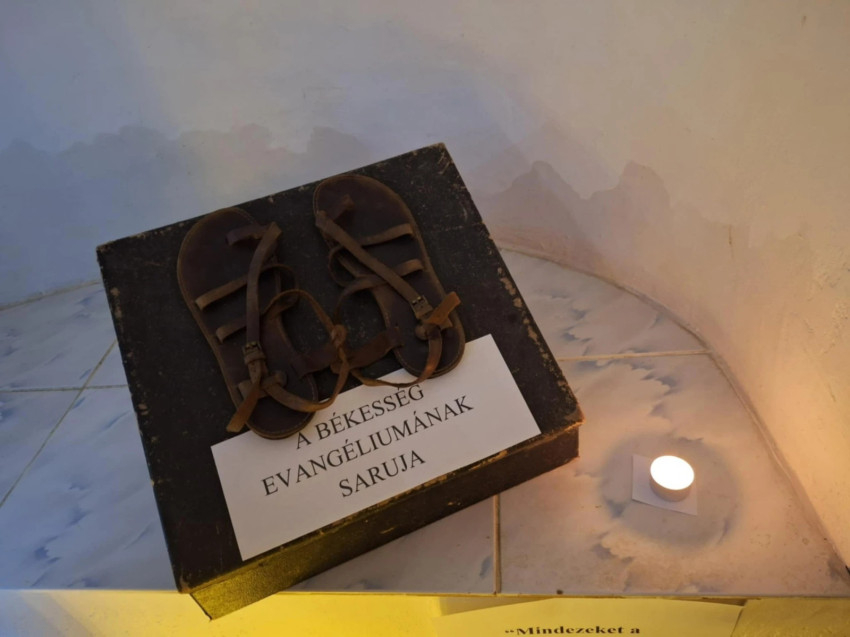 A BÉKESSÉG
EVANGÉLIUMÁNAK
SARUJA
"Mindezeket a